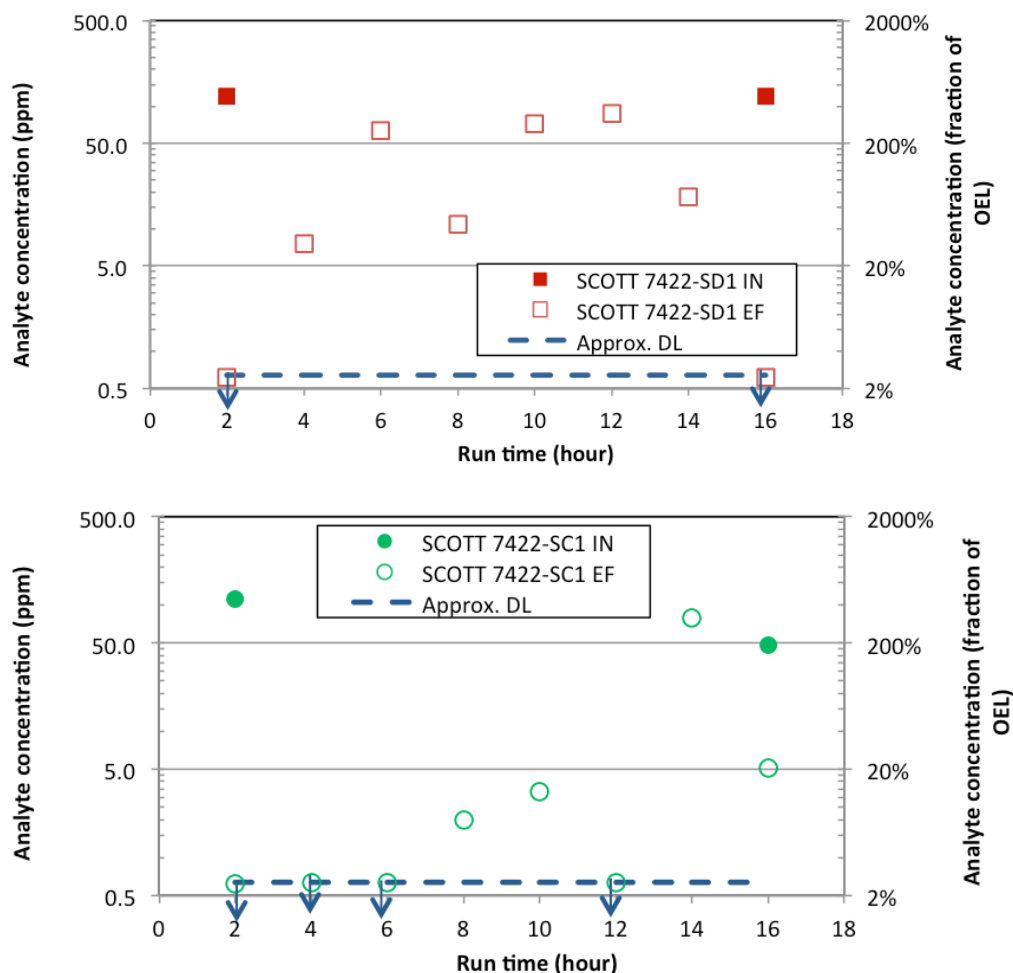 500.0
50.0
5.0
0.5
Analyte concentration (ppm)
2000%
200%
20%
2%
Analyte concentration (fraction of
OEL)
SCOTT 7422-SD1 IN
SCOTT 7422-SD1 EF
Approx. DL
0 2 4 6 8 10 12 14 16 18
Run time (hour)
500.0
50.0
5.0
0.5
Analyte concentration (ppm)
2000%
200%
20%
2%
Analyte concentration (fraction of
OEL)
SCOTT 7422-SC1 IN
SCOTT 7422-SC1 EF
Approx. DL
0 2 4 6 8 10 12 14 16 18
Run time (hour)